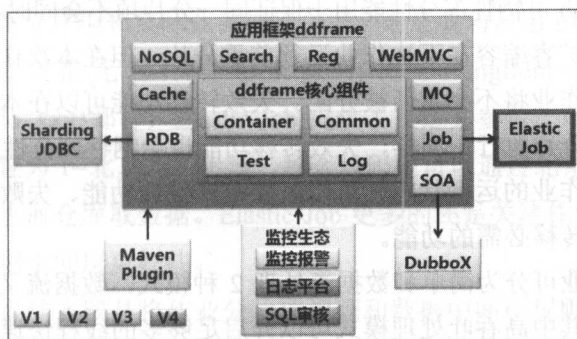 应用框架ddframe
NoSQL Search Reg WebMVC
Cache
ddframe核心组件
MQ
Container Common
Sharding JDBC
RDB
Job
Elastic Job
Test Log
SOA
Maven Plugin
监控生态
监控报警
日志平台
SQL审核
DubboX
V1 V2 V3 V4